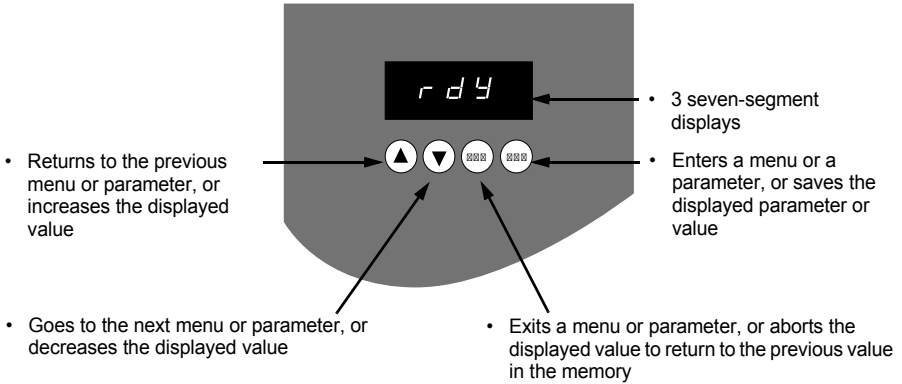 rdY
• 3 seven-segment
displays
• Returns to the previous
menu or parameter, or
increases the displayed
value
• Enters a menu or a
parameter, or saves the
displayed parameter or
value
• Goes to the next menu or parameter, or
decreases the displayed value
• Exits a menu or parameter, or aborts the
displayed value to return to the previous value
in the memory